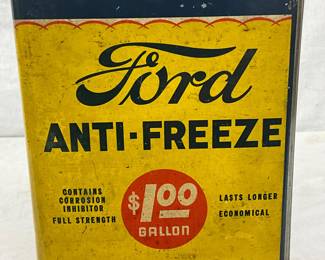 Ford
ANTI-FREEZE
CONTAINS
CORROSION
INHIBITOR
FULL STRENGTH
$1.00
GALLON
LASTS LONGER
ECONOMICAL